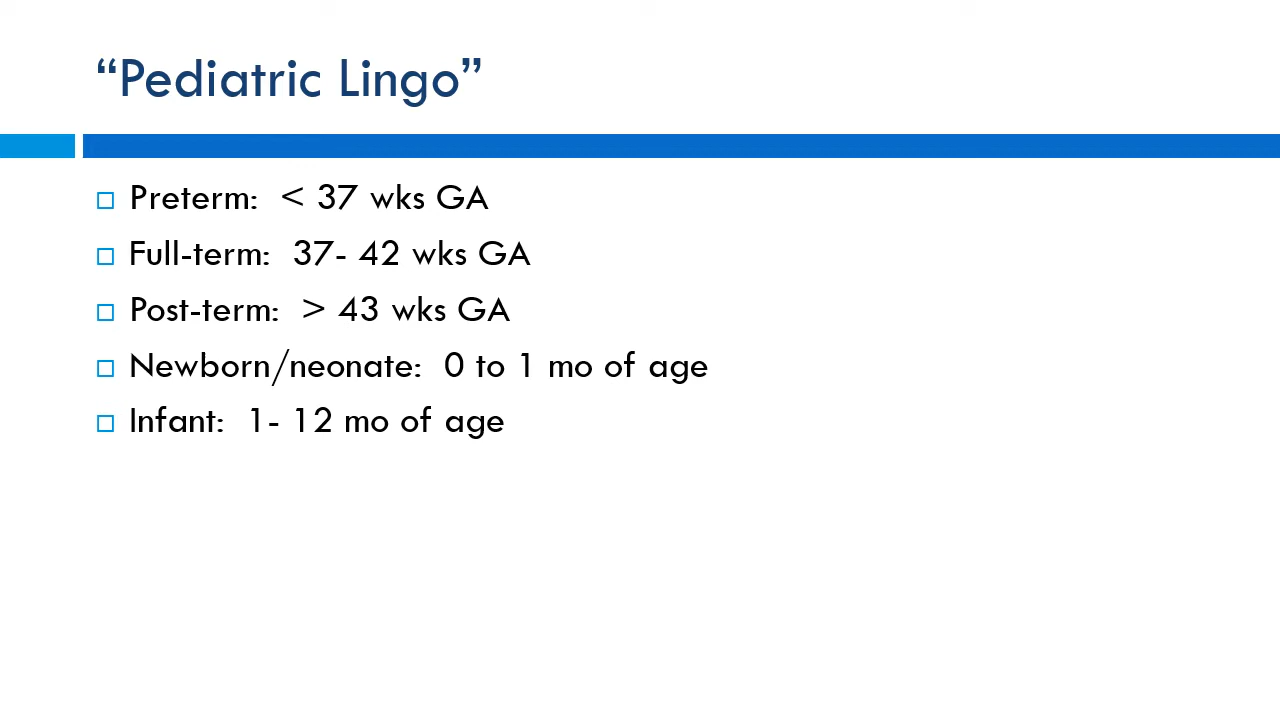 “Pediatric Lingo”
Preterm:  < 37 wks GA
Full-term:  37- 42 wks GA
Post-term:  > 43 wks GA
Newborn/neonate:  0 to 1 mo of age
Infant:  1- 12 mo of age